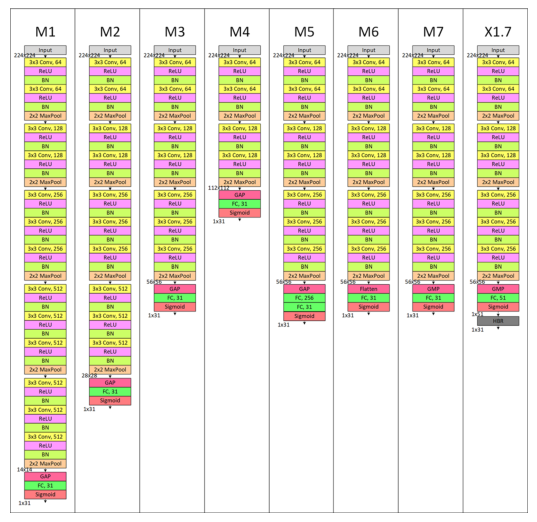 M1
Input
224x224
3x3 Conv, 64
ReLU
BN
3x3 Conv, 64
ReLU
BN
2x2 MaxPool
3x3 Conv, 128
ReLU
BN
3x3 Conv, 128
ReLU
BN
2x2 MaxPool
3x3 Conv, 256
ReLU
BN
3x3 Conv, 256
ReLU
BN
3x3 Conv, 256
ReLU
BN
2x2 MaxPool
3x3 Conv, 512
ReLU
BN
3x3 Conv, 512
ReLU
BN
3x3 Conv, 512
ReLU
BN
2x2 MaxPool
3x3 Conv, 512
ReLU
BN
3x3 Conv, 512
ReLU
BN
3x3 Conv, 512
ReLU
BN
2x2 MaxPool
14x14
GAP
FC, 31
Sigmoid
1x31
M2
Input
224x224
3x3 Conv, 64
ReLU
BN
3x3 Conv, 64
ReLU
BN
2x2 MaxPool
3x3 Conv, 128
ReLU
BN
3x3 Conv, 128
ReLU
BN
2x2 MaxPool
3x3 Conv, 256
ReLU
BN
3x3 Conv, 256
ReLU
BN
3x3 Conv, 256
ReLU
BN
2x2 MaxPool
3x3 Conv, 512
ReLU
BN
3x3 Conv, 512
ReLU
BN
3x3 Conv, 512
ReLU
BN
2x2 MaxPool
28x28
GAP
FC, 31
Sigmoid
1x31
M3
Input
224x224
3x3 Conv, 64
ReLU
BN
3x3 Conv, 64
ReLU
BN
2x2 MaxPool
3x3 Conv, 128
ReLU
BN
3x3 Conv, 128
ReLU
BN
2x2 MaxPool
3x3 Conv, 256
ReLU
BN
3x3 Conv, 256
ReLU
BN
3x3 Conv, 256
ReLU
BN
2x2 MaxPool
56x56
GAP
FC, 31
Sigmoid
1x31
M4
Input
224x224
3x3 Conv, 64
ReLU
BN
3x3 Conv, 64
ReLU
BN
2x2 MaxPool
3x3 Conv, 128
ReLU
BN
3x3 Conv, 128
ReLU
BN
2x2 MaxPool
112x112
GAP
FC, 31
Sigmoid
1x31
M5
Input
224x224
3x3 Conv, 64
ReLU
BN
3x3 Conv, 64
ReLU
BN
2x2 MaxPool
3x3 Conv, 128
ReLU
BN
3x3 Conv, 128
ReLU
BN
2x2 MaxPool
3x3 Conv, 256
ReLU
BN
3x3 Conv, 256
ReLU
BN
3x3 Conv, 256
ReLU
BN
2x2 MaxPool
56x56
GAP
FC, 256
FC, 31
Sigmoid
1x31
M6
Input
224x224
3x3 Conv, 64
ReLU
BN
3x3 Conv, 64
ReLU
BN
2x2 MaxPool
3x3 Conv, 128
ReLU
BN
3x3 Conv, 128
ReLU
BN
2x2 MaxPool
3x3 Conv, 256
ReLU
BN
3x3 Conv, 256
ReLU
BN
3x3 Conv, 256
ReLU
BN
2x2 MaxPool
56x56
Flatten
FC, 31
Sigmoid
1x31
M7
Input
224x224
3x3 Conv, 64
ReLU
BN
3x3 Conv, 64
ReLU
BN
2x2 MaxPool
3x3 Conv, 128
ReLU
BN
3x3 Conv, 128
ReLU
BN
2x2 MaxPool
3x3 Conv, 256
ReLU
BN
3x3 Conv, 256
ReLU
BN
3x3 Conv, 256
ReLU
BN
2x2 MaxPool
56x56
GMP
FC, 31
Sigmoid
1x31
X1.7
Input
224x224
3x3 Conv, 64
ReLU
BN
3x3 Conv, 64
ReLU
BN
2x2 MaxPool
3x3 Conv, 128
ReLU
BN
3x3 Conv, 128
ReLU
BN
2x2 MaxPool
3x3 Conv, 256
ReLU
BN
3x3 Conv, 256
ReLU
BN
3x3 Conv, 256
ReLU
BN
2x2 MaxPool
56x56
GMP
FC, 51
Sigmoid
1x51
HBR
1x31